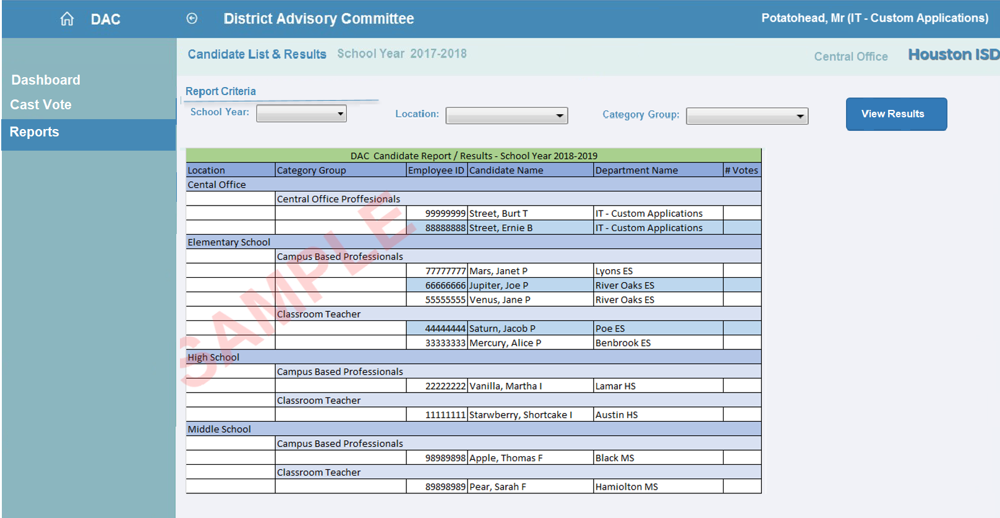 DAC
District Advisory Committee
Potatohead, Mr (IT - Custom Applications)
Candidate List & Results School Year 2017-2018
Central Office Houston ISD
Dashboard
Cast Vote
Reports
Report Criteria
School Year:
Location:
Category Group:
View Results
DAC Candidate Report / Results - School Year 2018-2019
Location Category Group Employee ID Candidate Name Department Name # Votes
Cental Office
Central Office Proffesionals
99999999 Street, Burt T IT - Custom Applications
88888888 Street, Ernie B IT - Custom Applications
Elementary School
Campus Based Professionals
77777777 Mars, Janet P Lyons ES
66666666 Jupiter, Joe P River Oaks ES
55555555 Venus, Jane P River Oaks ES
Classroom Teacher
44444444 Saturn, Jacob P Poe ES
33333333 Mercury, Alice P Benbrook ES
High School
Campus Based Professionals
22222222 Vanilla, Martha I Lamar HS
Classroom Teacher
11111111 Starwberry, Shortcake I Austin HS
Middle School
Campus Based Professionals
98989898 Apple, Thomas F Black MS
Classroom Teacher
89898989 Pear, Sarah F Hamiolton MS
SAMPLE